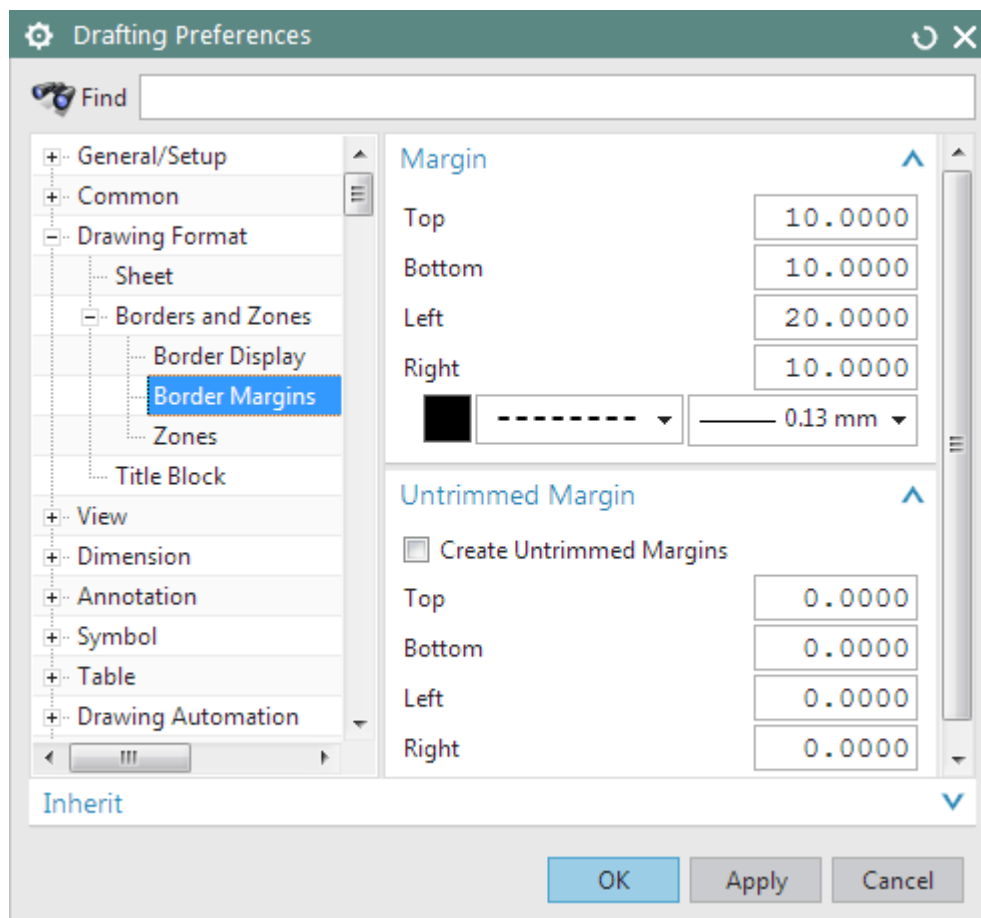 Drafting Preferences
Find
General/Setup
Common
Drawing Format
Sheet
Borders and Zones
Border Display
Border Margins
Zones
Title Block
View
Dimension
Annotation
Symbol
Table
Drawing Automation
Margin
Top 10.0000
Bottom 10.0000
Left 20.0000
Right 10.0000
0.13 mm
Untrimmed Margin
Create Untrimmed Margins
Top 0.0000
Bottom 0.0000
Left 0.0000
Right 0.0000
Inherit
OK Apply Cancel